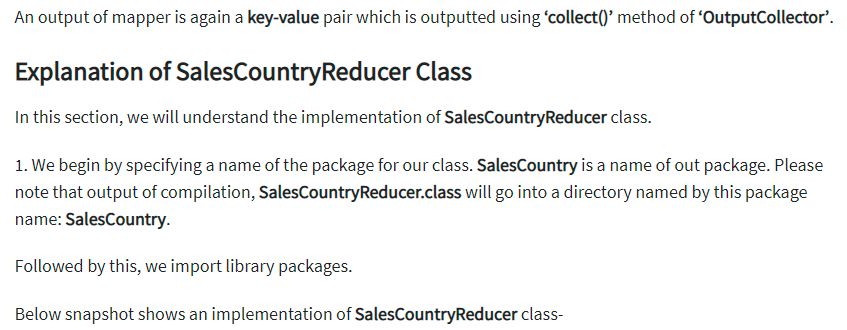 An output of mapper is again a key-value pair which is outputted using ‘collect()’ method of ‘OutputCollector’.
Explanation of SalesCountryReducer Class
In this section, we will understand the implementation of SalesCountryReducer class.
1. We begin by specifying a name of the package for our class. SalesCountry is a name of out package. Please
note that output of compilation, SalesCountryReducer.class will go into a directory named by this package
name: SalesCountry.
Followed by this, we import library packages.
Below snapshot shows an implementation of SalesCountryReducer class-